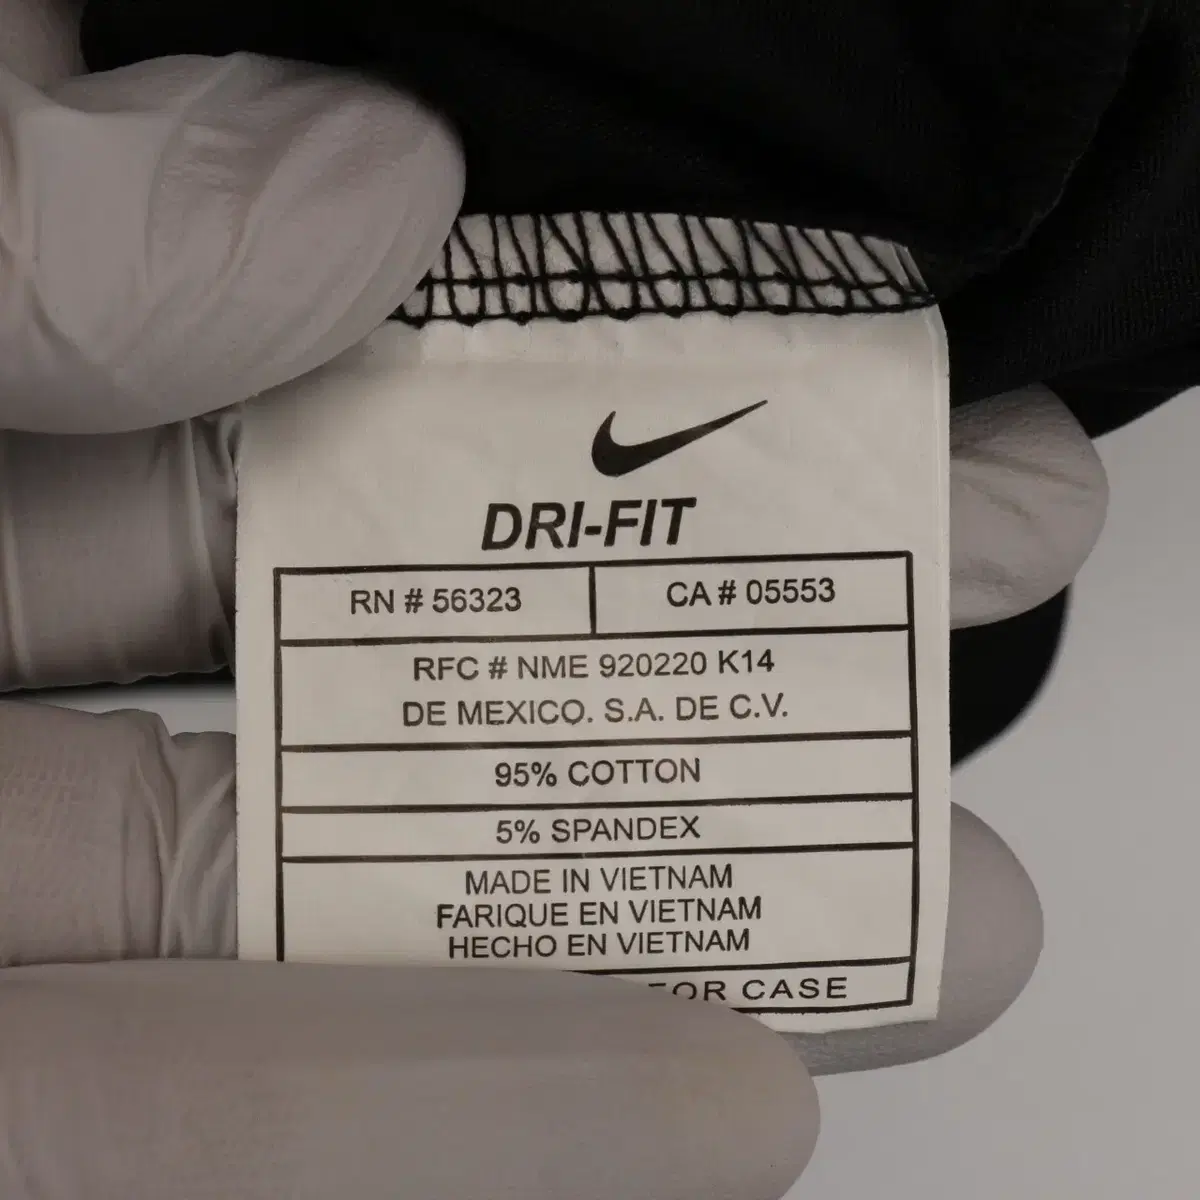 DRI-FIT
RN # 56323
CA # 05553
RFC # NME 920220 K14
DE MEXICO. S.A. DE C.V.
95% COTTON
5% SPANDEX
MADE IN VIETNAM
FARIQUE EN VIETNAM
HECHO EN VIETNAM
FOR CASE